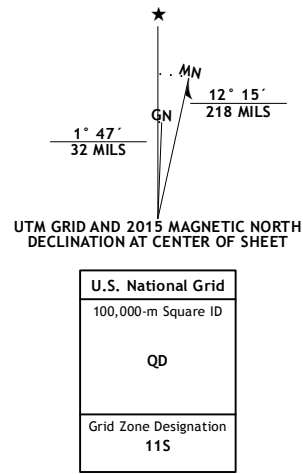 ★
MN
GN
12° 15´
218 MILS
1° 47´
32 MILS
UTM GRID AND 2015 MAGNETIC NORTH
DECLINATION AT CENTER OF SHEET
U.S. National Grid
100,000-m Square ID
QD
Grid Zone Designation
11S